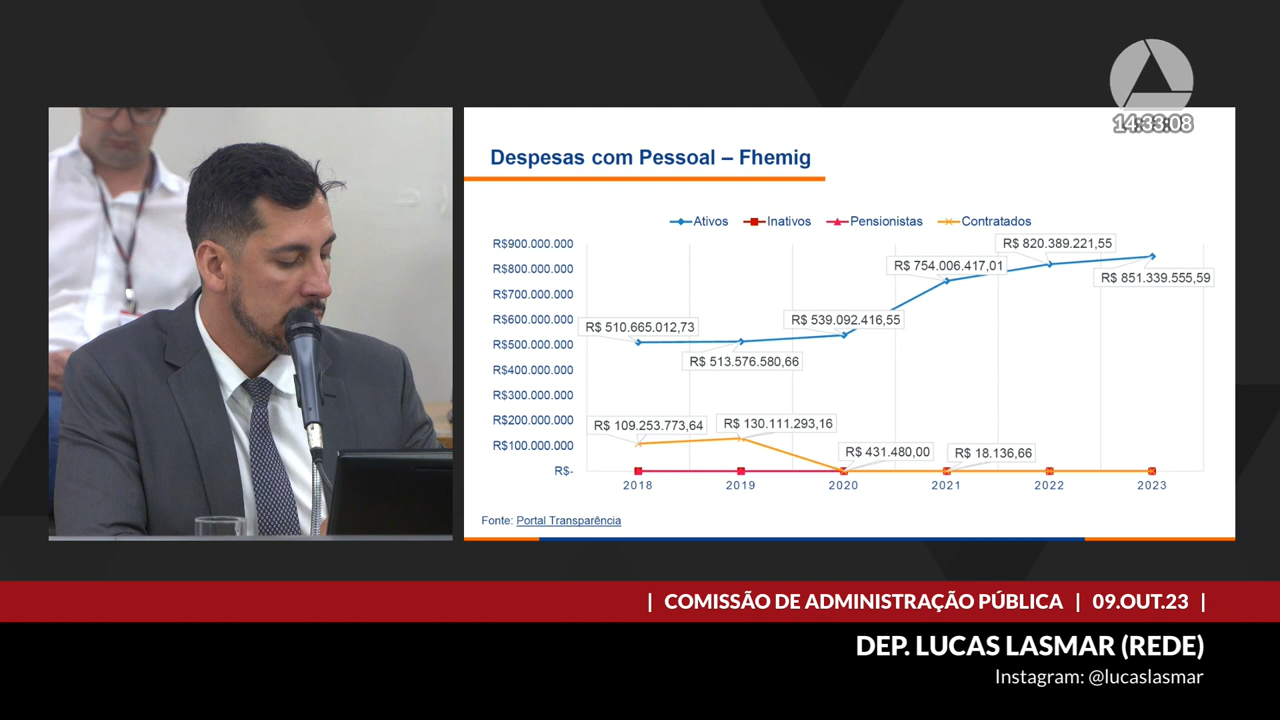 14:33:08
Despesas com Pessoal – Fhemig
Ativos Inativos Pensionistas Contratados
R$900.000.000
R$800.000.000
R$700.000.000
R$600.000.000
R$500.000.000
R$400.000.000
R$300.000.000
R$200.000.000
R$100.000.000
R$-
R$ 510.665.012,73
R$ 513.576.580,66
R$ 539.092.416,55
R$ 754.006.417,01
R$ 820.389.221,55
R$ 851.339.555,59
R$ 109.253.773,64
R$ 130.111.293,16
R$ 431.480,00
R$ 18.136,66
2018 2019 2020 2021 2022 2023
Fonte: Portal Transparência
| COMISSÃO DE ADMINISTRAÇÃO PÚBLICA | 09.OUT.23 |
DEP. LUCAS LASMAR (REDE)
Instagram: @lucaslasmar